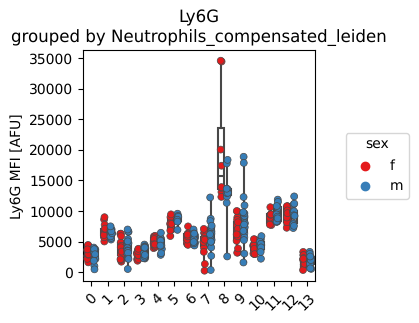 Ly6G
grouped by Neutrophils_compensated_leiden
35000
30000
25000
20000
15000
10000
5000
0
Ly6G MFI [AFU]
0 1 2 3 4 5 6 7 8 9 10 11 12 13
sex
f
m